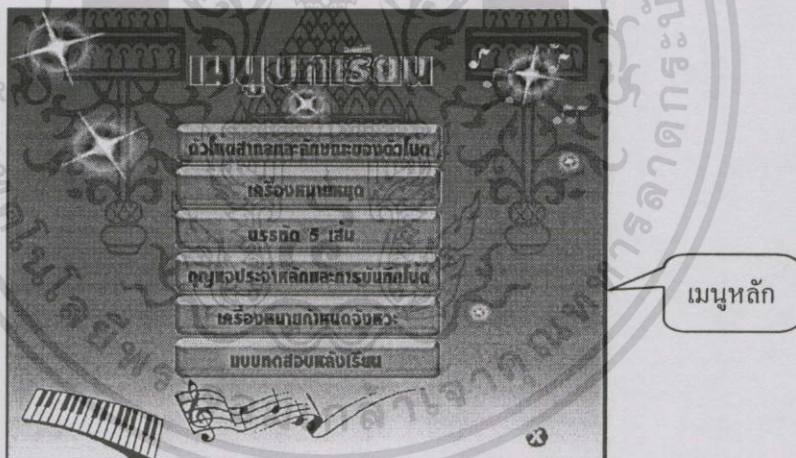 เมนูบทเรียน
ตัวโน้ตสากลและลักษณะของตัวโน้ต
เครื่องหมายหยุด
บรรทัด 5 เส้น
กุญแจประจำหลักและการบันทึกโน้ต
เครื่องหมายกำหนดจังหวะ
แบบทดสอบหลังเรียน
X
เมนูหลัก